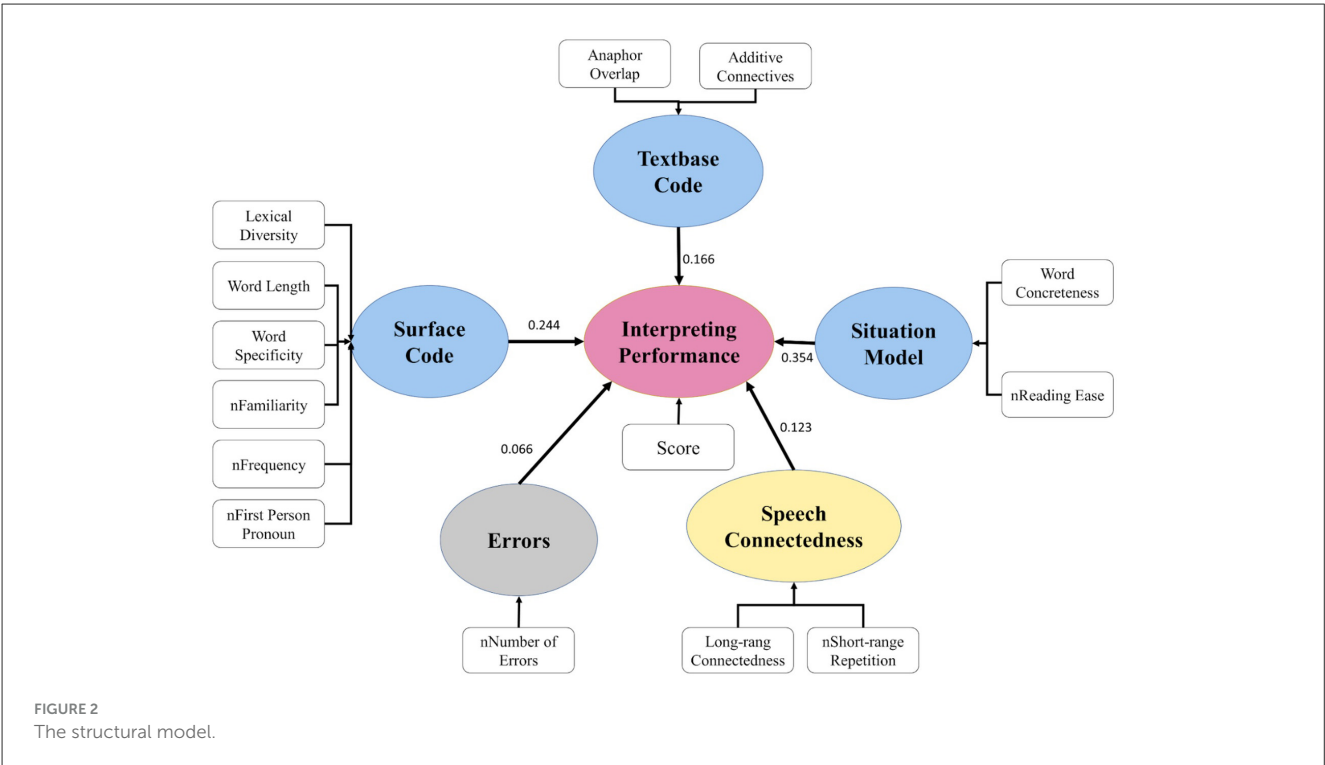 Anaphor
Overlap
Additive
Connectives
Textbase
Code
Lexical
Diversity
Word Length
Word
Specificity
nFamiliarity
nFrequency
nFirst Person
Pronoun
Surface
Code
0.244
0.166
Interpreting
Performance
0.354
Situation
Model
Word
Concreteness
nReading Ease
0.066
Score
0.123
Errors
Speech
Connectedness
nNumber of
Errors
Long-rang
Connectedness
nShort-range
Repetition
FIGURE 2
The structural model.